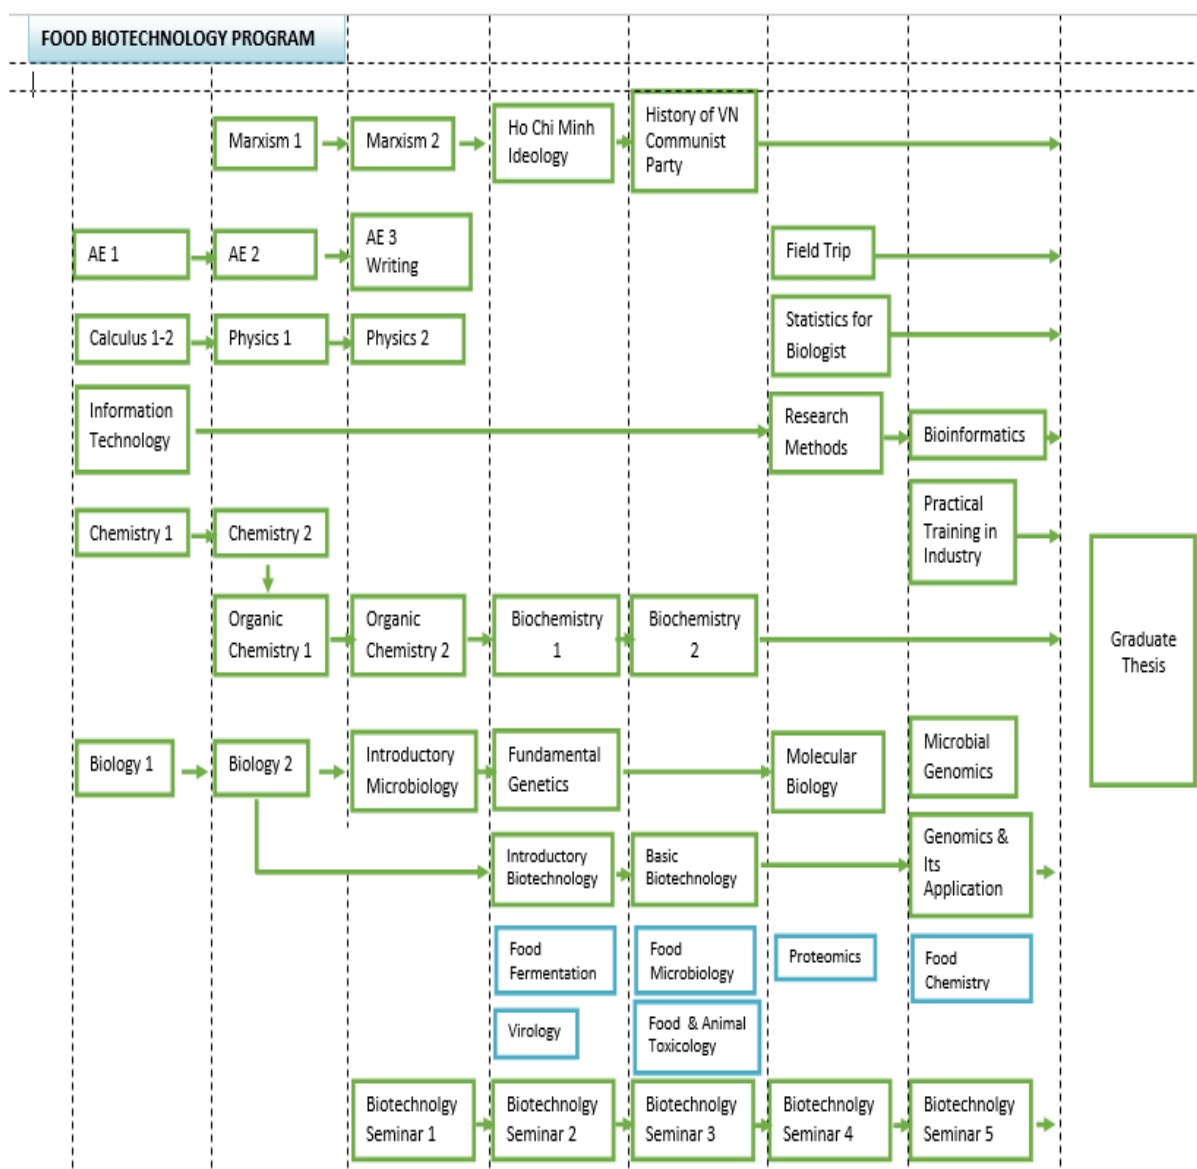 FOOD BIOTECHNOLOGY PROGRAM
Marxism 1
Marxism 2
Ho Chi Minh
Ideology
History of VN
Communist
Party
AE 1
AE 2
AE 3
Writing
Field Trip
Calculus 1-2
Physics 1
Physics 2
Statistics for
Biologist
Information
Technology
Research
Methods
Bioinformatics
Chemistry 1
Chemistry 2
Practical
Training in
Industry
Organic
Chemistry 1
Organic
Chemistry 2
Biochemistry
1
Biochemistry
2
Graduate
Thesis
Biology 1
Biology 2
Introductory
Microbiology
Fundamental
Genetics
Molecular
Biology
Microbial
Genomics
Introductory
Biotechnology
Basic
Biotechnology
Genomics &
Its
Application
Food
Fermentation
Food
Microbiology
Proteomics
Food
Chemistry
Virology
Food & Animal
Toxicology
Biotechnolgy
Seminar 1
Biotechnolgy
Seminar 2
Biotechnolgy
Seminar 3
Biotechnolgy
Seminar 4
Biotechnolgy
Seminar 5